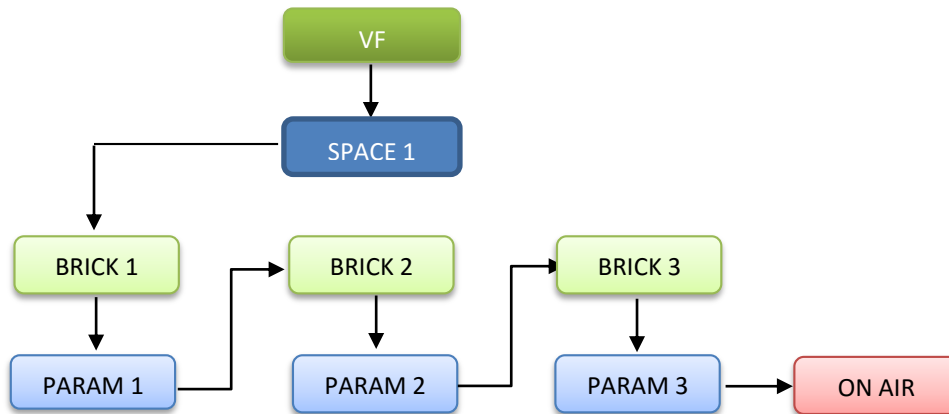 VF
SPACE 1
BRICK 1
BRICK 2
BRICK 3
PARAM 1
PARAM 2
PARAM 3
ON AIR